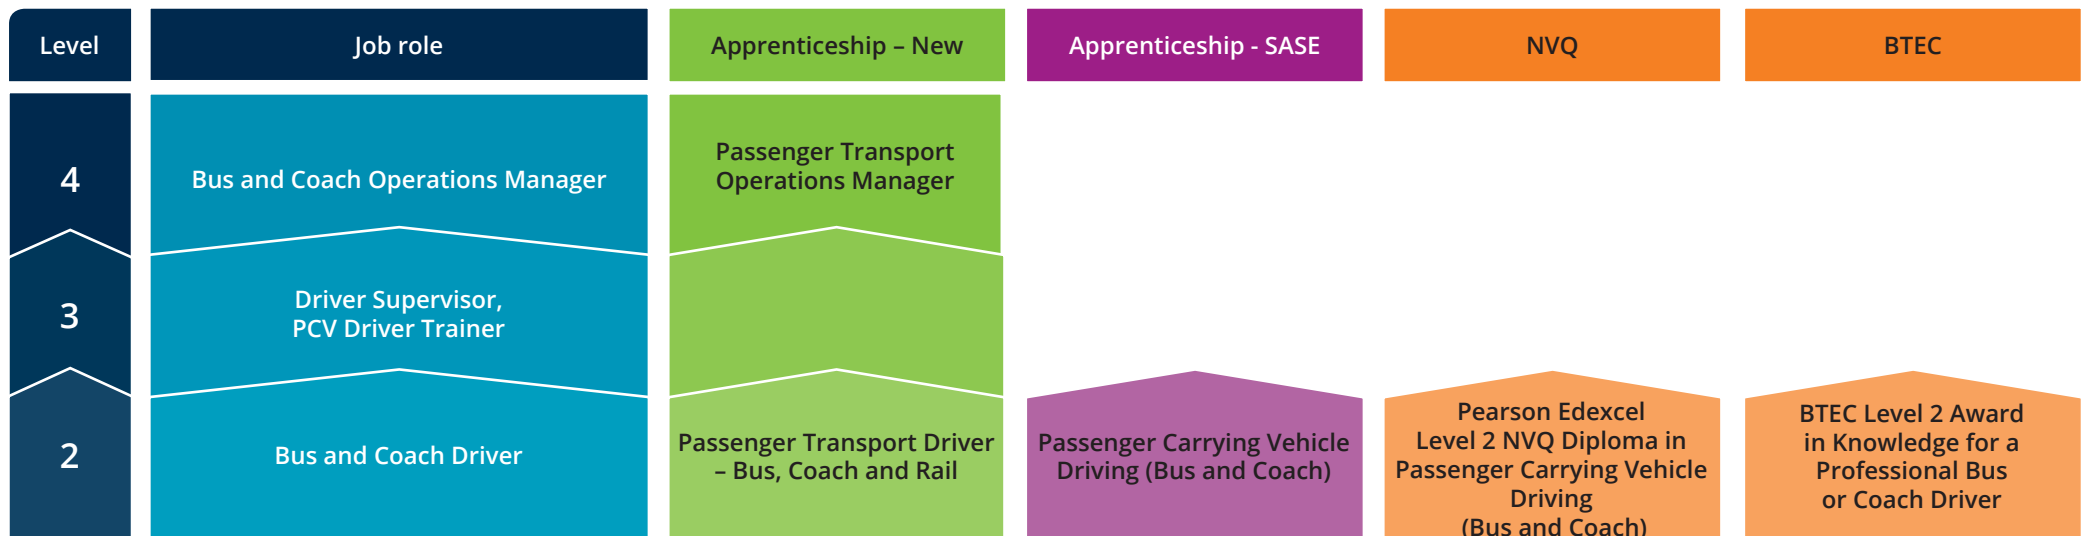 Level
Job role
Apprenticeship – New
Apprenticeship - SASE
NVQ
BTEC
4
Bus and Coach Operations Manager
Passenger Transport
Operations Manager
3
Driver Supervisor,
PCV Driver Trainer
2
Bus and Coach Driver
Passenger Transport Driver
– Bus, Coach and Rail
Passenger Carrying Vehicle
Driving (Bus and Coach)
Pearson Edexcel
Level 2 NVQ Diploma in
Passenger Carrying Vehicle
Driving
(Bus and Coach)
BTEC Level 2 Award
in Knowledge for a
Professional Bus
or Coach Driver